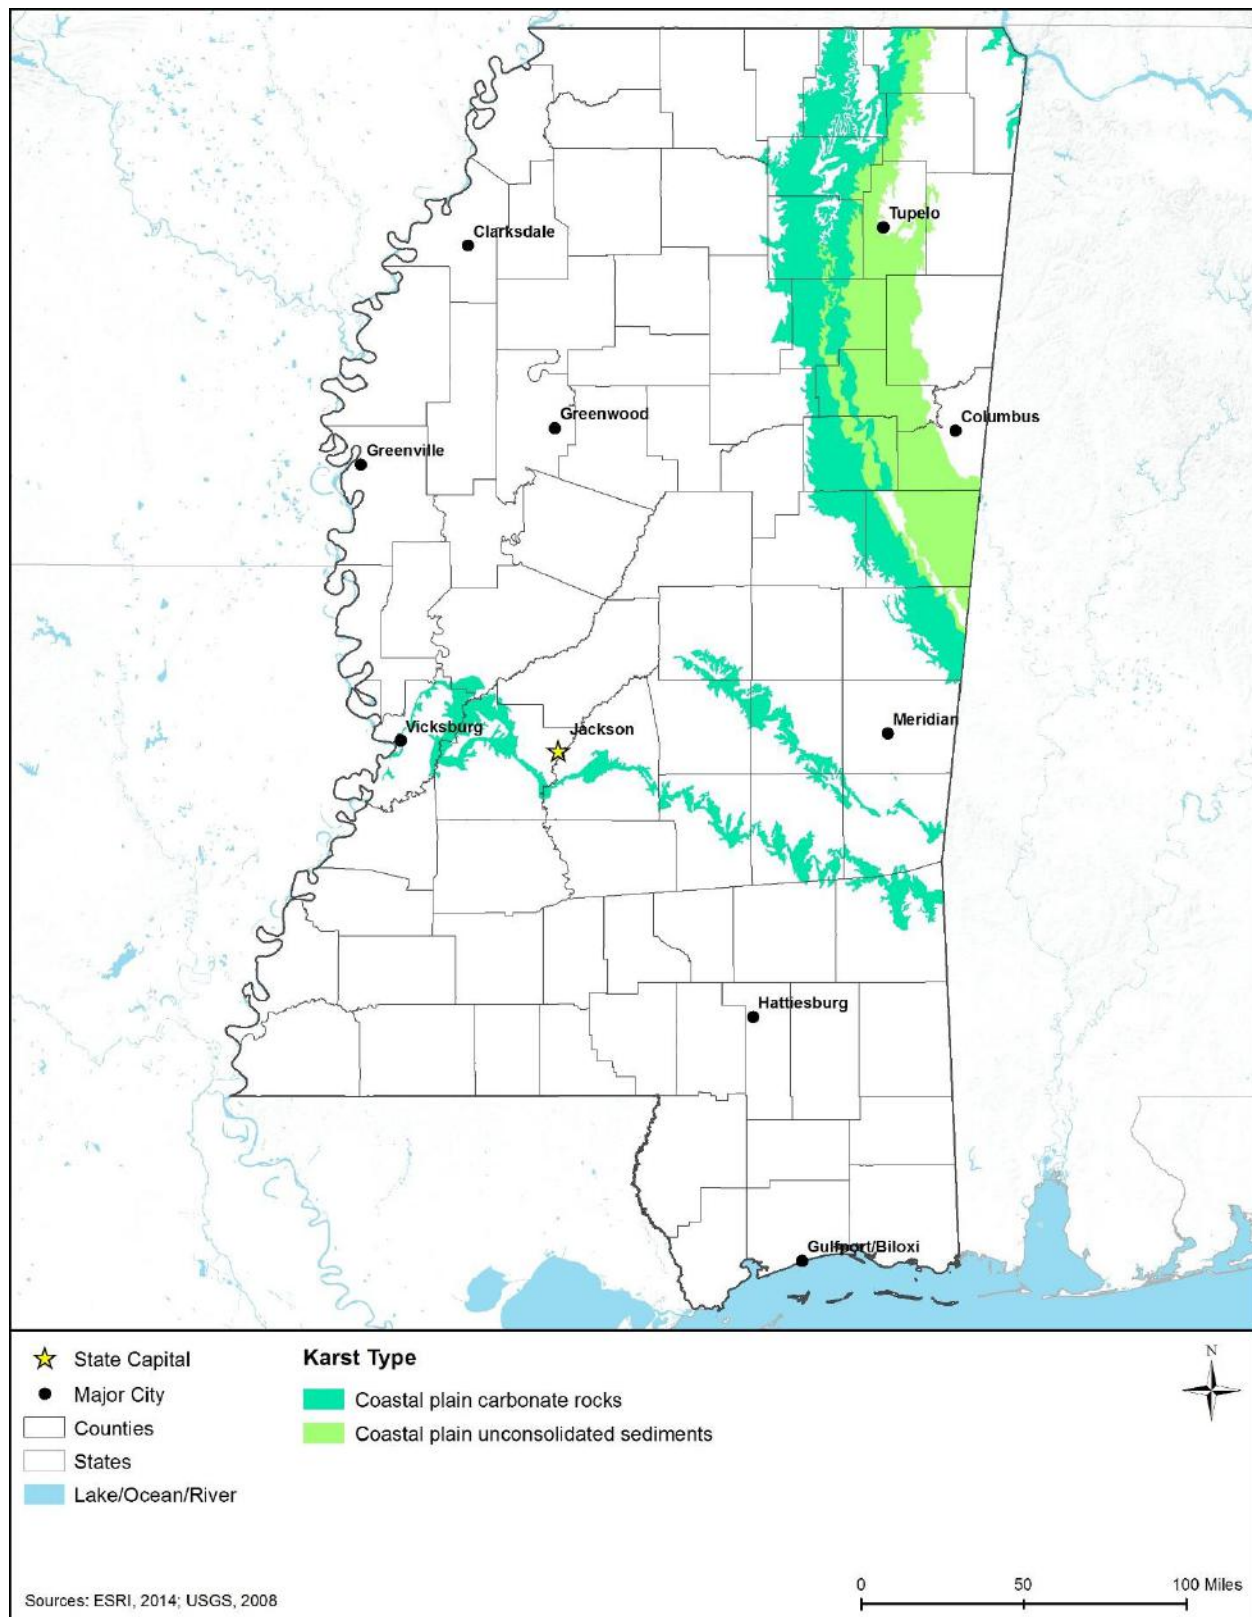 Clarksdale
Tupelo
Greenwood
Columbus
Greenville
Vicksburg
Jackson
Meridian
Hattiesburg
Gulfport/Biloxi
State Capital
Major City
Counties
States
Lake/Ocean/River
Karst Type
Coastal plain carbonate rocks
Coastal plain unconsolidated sediments
N
0 50 100 Miles
Sources: ESRI, 2014; USGS, 2008